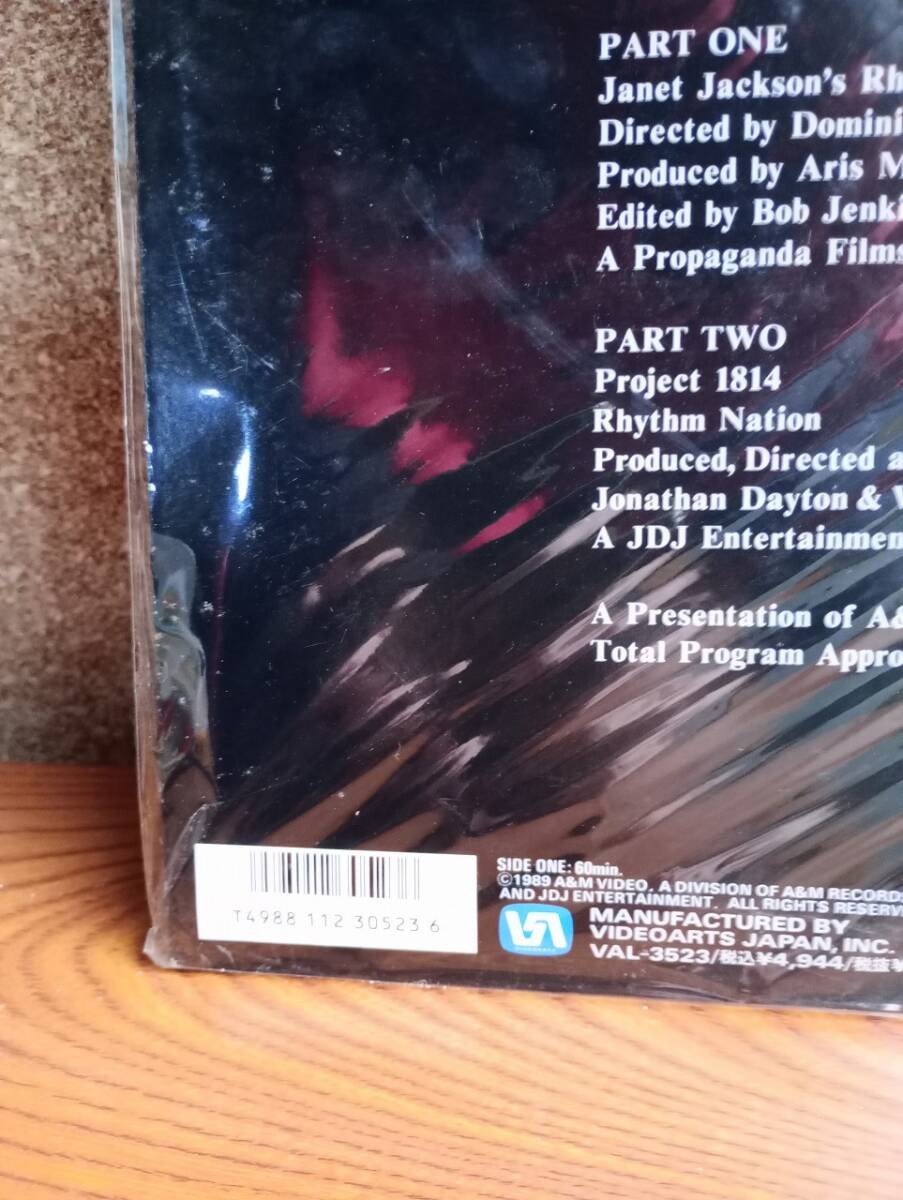 PART ONE
Janet Jackson's Rh
Directed by Domini
Produced by Aris M
Edited by Bob Jenki
A Propaganda Films
PART TWO
Project 1814
Rhythm Nation
Produced, Directed a
Jonathan Dayton & V
A JDJ Entertainmen
A Presentation of A&
Total Program Appro
T4988 112 30523 6
SIDE ONE: 60min.
©1989 A&M VIDEO. A DIVISION OF A&M RECORDS
AND JDJ ENTERTAINMENT. ALL RIGHTS RESERV
VA
VIDEOARTS
MANUFACTURED BY
VIDEOARTS JAPAN, INC.
VAL-3523/税込¥4,944/税抜¥